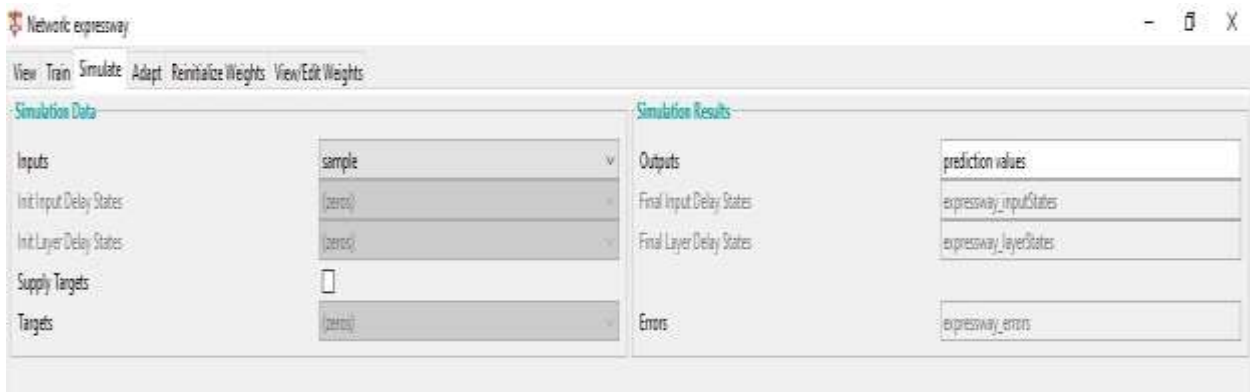 Network: expressway
View Train Simulate Adapt Reinitialize Weights View/Edit Weights
Simulation Data
Inputs sample
Init Input Delay States (zeros)
Init Layer Delay States (zeros)
Supply Targets
Targets (zeros)
Simulation Results
Outputs prediction values
Final Input Delay States expressway_inputStates
Final Layer Delay States expressway_layerStates
Errors expressway_errors